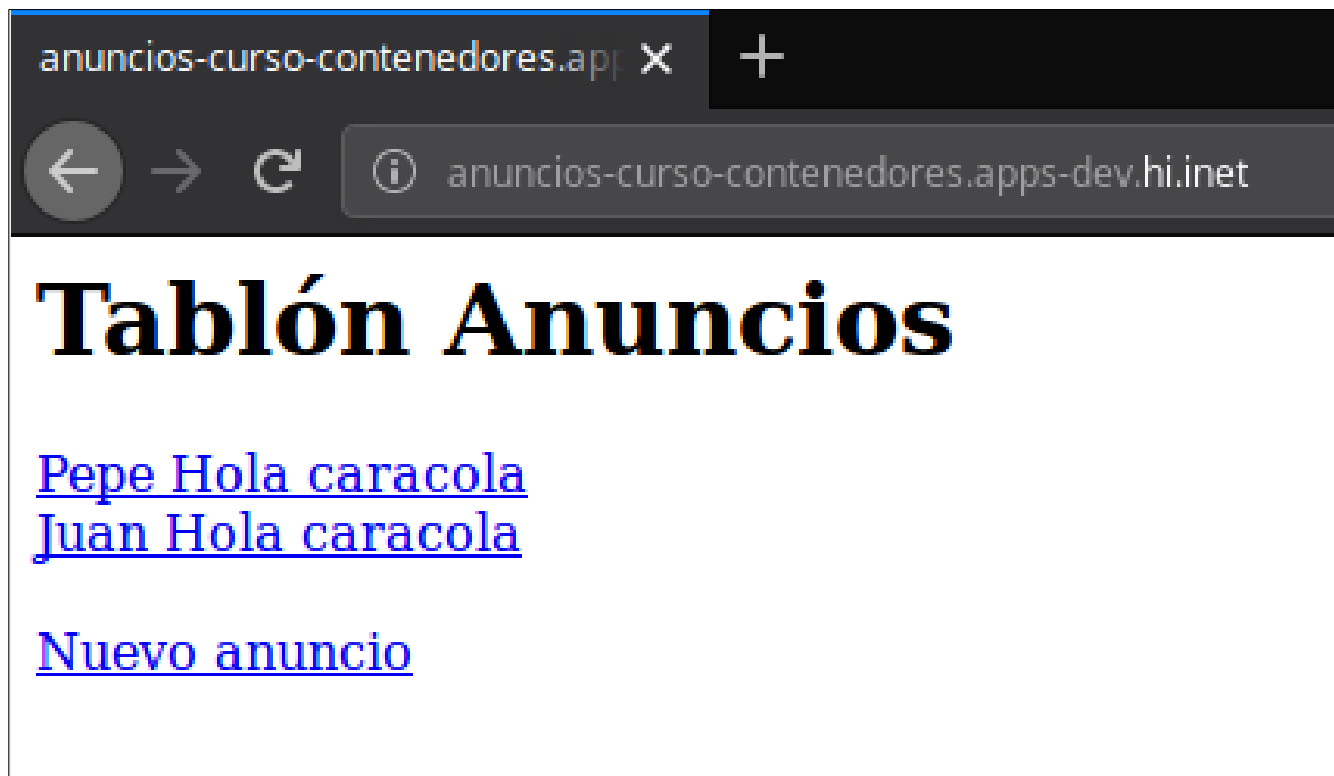 anuncios-curso-contenedores.app
anuncios-curso-contenedores.apps-dev.hi.inet
Tablón Anuncios
Pepe Hola caracola
Juan Hola caracola
Nuevo anuncio